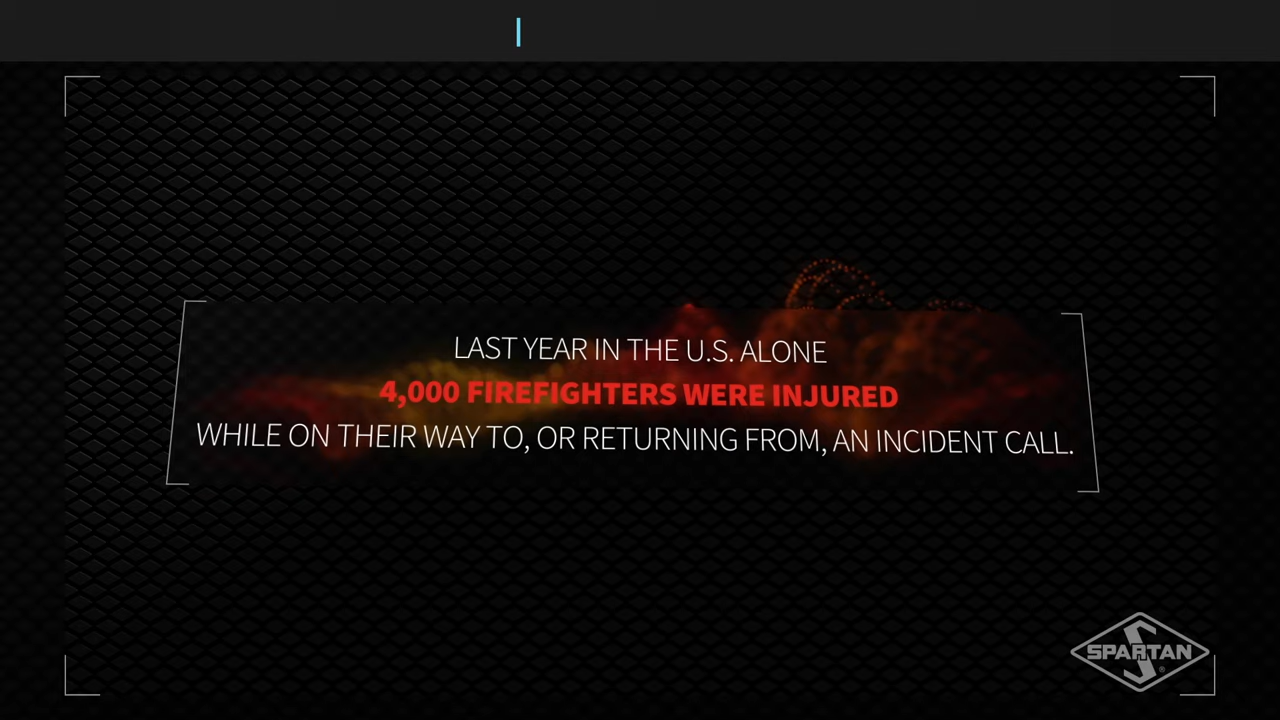 LAST YEAR IN THE U.S. ALONE
4,000 FIREFIGHTERS WERE INJURED
WHILE ON THEIR WAY TO, OR RETURNING FROM, AN INCIDENT CALL.
SPARTAN
®